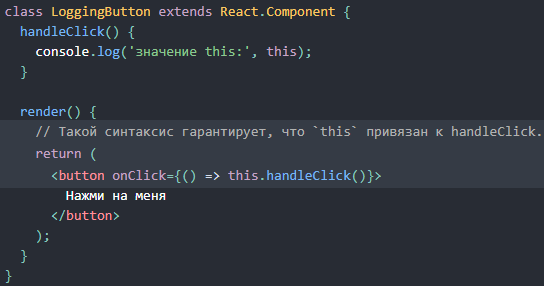 class LoggingButton extends React.Component {
  handleClick() {
    console.log('значение this:', this);
  }

  render() {
    // Такой синтаксис гарантирует, что `this` привязан к handleClick.
    return (
      <button onClick={() => this.handleClick()}>
        Нажми на меня
      </button>
    );
  }
}